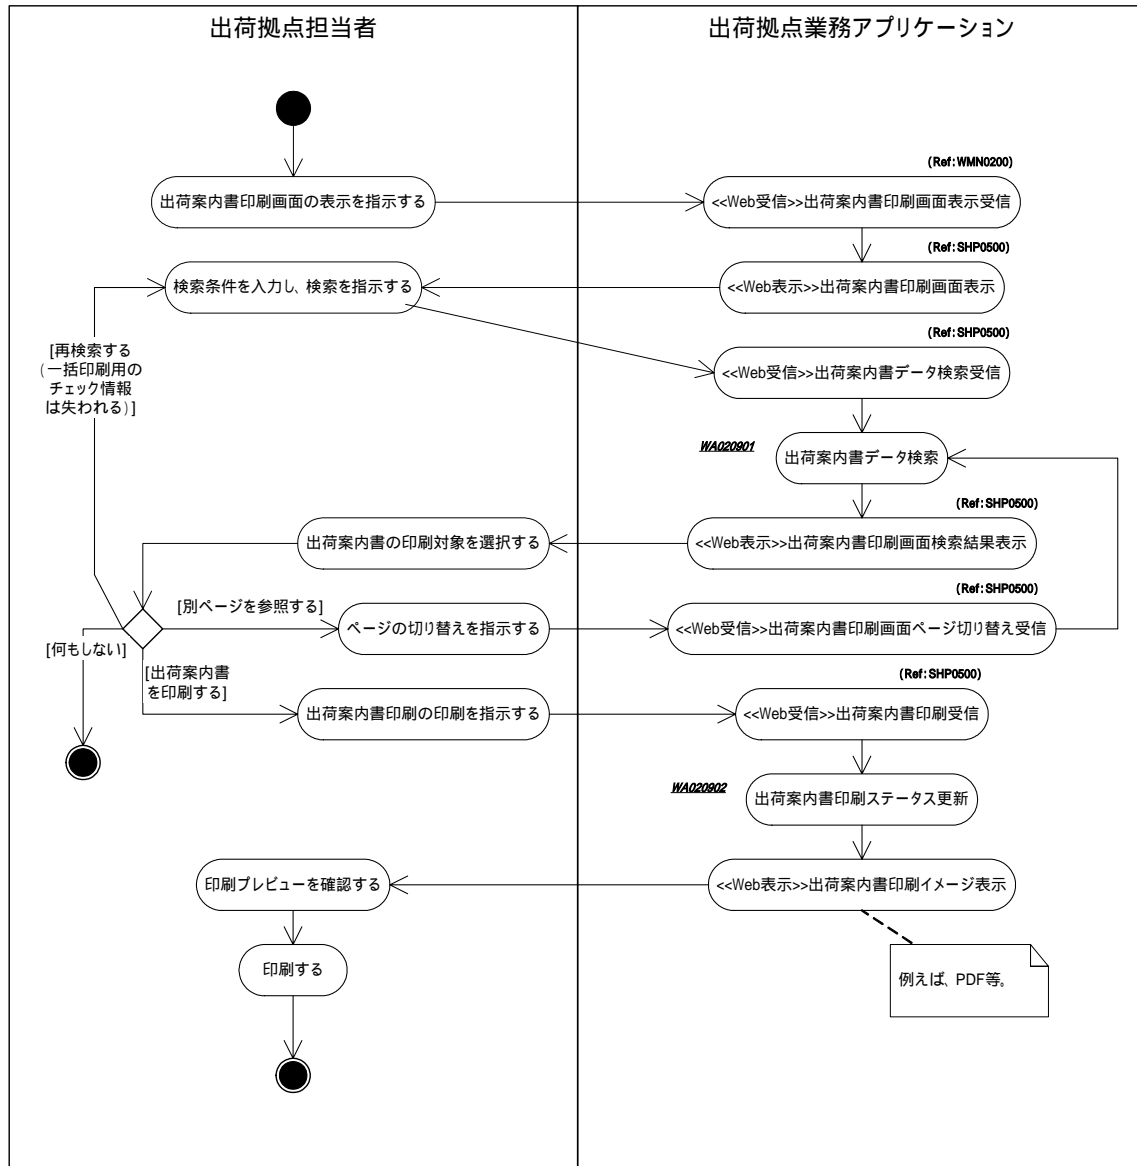 出荷拠点担当者
出荷拠点業務アプリケーション
(Ref:WMN0200)
出荷案内書印刷画面の表示を指示する
<<Web受信>>出荷案内書印刷画面表示受信
(Ref:SHP0500)
検索条件を入力し、検索を指示する
<<Web表示>>出荷案内書印刷画面表示
(Ref:SHP0500)
[再検索する
(一括印刷用の
チェック情報
は失われる)]
<<Web受信>>出荷案内書データ検索受信
WA020901
出荷案内書データ検索
(Ref:SHP0500)
出荷案内書の印刷対象を選択する
<<Web表示>>出荷案内書印刷画面検索結果表示
(Ref:SHP0500)
[別ページを参照する]
ページの切り替えを指示する
<<Web受信>>出荷案内書印刷画面ページ切り替え受信
[何もしない]
[出荷案内書
を印刷する]
(Ref:SHP0500)
出荷案内書印刷の印刷を指示する
<<Web受信>>出荷案内書印刷受信
WA020902
出荷案内書印刷ステータス更新
印刷プレビューを確認する
<<Web表示>>出荷案内書印刷イメージ表示
印刷する
例えば、PDF等。